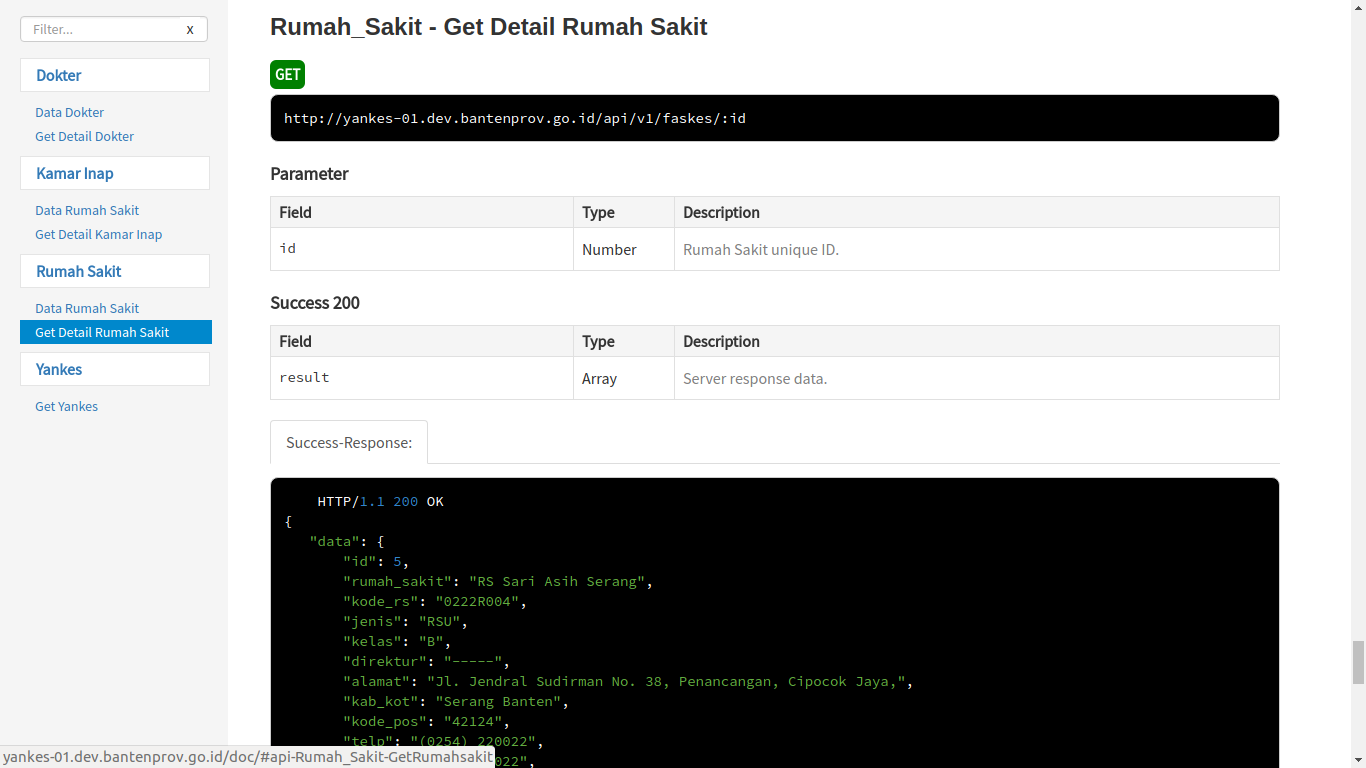 Filter... x
Dokter
Data Dokter
Get Detail Dokter
Kamar Inap
Data Rumah Sakit
Get Detail Kamar Inap
Rumah Sakit
Data Rumah Sakit
Get Detail Rumah Sakit
Yankes
Get Yankes
Rumah_Sakit - Get Detail Rumah Sakit
GET
http://yankes-01.dev.bantenprov.go.id/api/v1/faskes/:id
Parameter
Field Type Description
id Number Rumah Sakit unique ID.
Success 200
Field Type Description
result Array Server response data.
Success-Response:
HTTP/1.1 200 OK
{
"data": {
"id": 5,
"rumah_sakit": "RS Sari Asih Serang",
"kode_rs": "0222R004",
"jenis": "RSU",
"kelas": "B",
"direktur": "-----",
"alamat": "Jl. Jendral Sudirman No. 38, Penancangan, Cipocok Jaya,",
"kab_kot": "Serang Banten",
"kode_pos": "42124",
"telp": "(0254) 220022",
022",
yankes-01.dev.bantenprov.go.id/doc/#api-Rumah_Sakit-GetRumahsakit